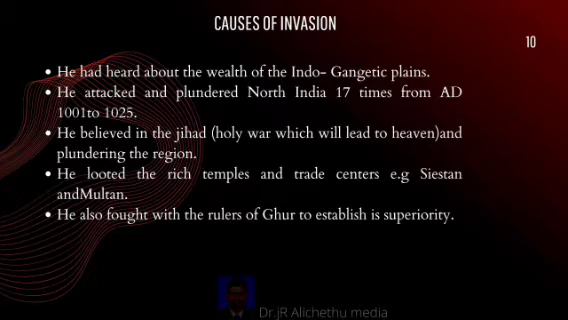 CAUSES OF INVASION
10
• He had heard about the wealth of the Indo- Gangetic plains.
• He attacked and plundered North India 17 times from AD
1001to 1025.
• He believed in the jihad (holy war which will lead to heaven)and
plundering the region.
• He looted the rich temples and trade centers e.g Siestan
andMultan.
• He also fought with the rulers of Ghur to establish is superiority.
Dr.jR Alichethu media